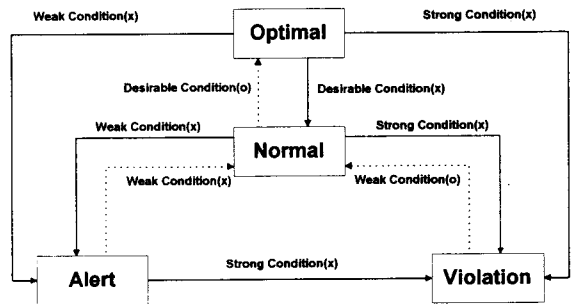 Weak Condition(x)
Strong Condition(x)
Optimal
Desirable Condition(o)
Desirable Condition(x)
Weak Condition(x)
Strong Condition(x)
Normal
Weak Condition(x)
Weak Condition(o)
Strong Condition(x)
Alert
Violation